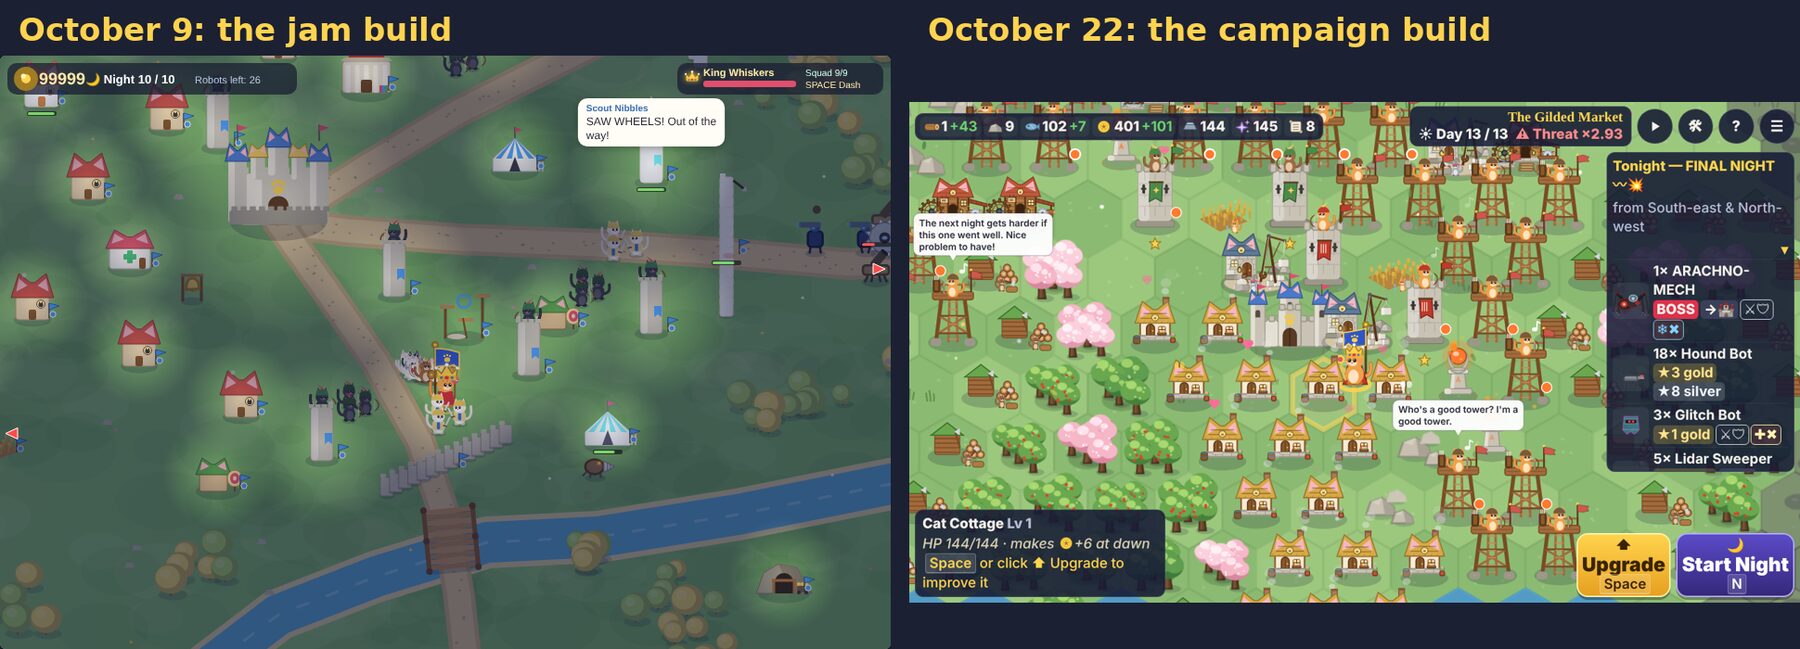 October 9: the jam build
October 22: the campaign build
99999 Night 10 / 10 Robots left: 26
King Whiskers
Squad 9/9
SPACE Dash
Scout Nibbles
SAW WHEELS! Out of the
way!
1 +43 9 102 +7 401 +101 144 145 8
The Gilded Market
Day 13 / 13 Threat ×2.93
?
Tonight — FINAL NIGHT
from South-east & North-
west
1× ARACHNO-
MECH
BOSS
18× Hound Bot
★3 gold
★8 silver
3× Glitch Bot
★1 gold
5× Lidar Sweeper
The next night gets harder if
this one went well. Nice
problem to have!
Who's a good tower? I'm a
good tower.
Cat Cottage Lv 1
HP 144/144 · makes +6 at dawn
Space or click Upgrade to
improve it
Upgrade
Space
Start Night
N